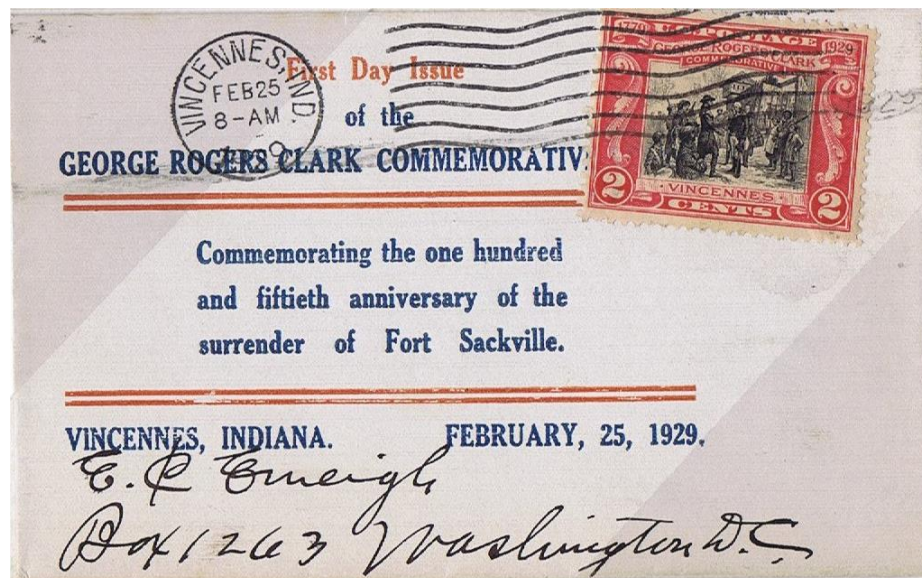 VINCENNES, IND.
FEB 25
8-AM
1779
U.S. POSTAGE
1929
GEORGE ROGERS CLARK
COMMEMORATIVE
2
VINCENNES
2
CENTS
First Day Issue
of the
GEORGE ROGERS CLARK COMMEMORATIV
Commemorating the one hundred
and fiftieth anniversary of the
surrender of Fort Sackville.
VINCENNES, INDIANA. FEBRUARY, 25, 1929.
E. C Emeigh
Box 1263 Washington D.C.